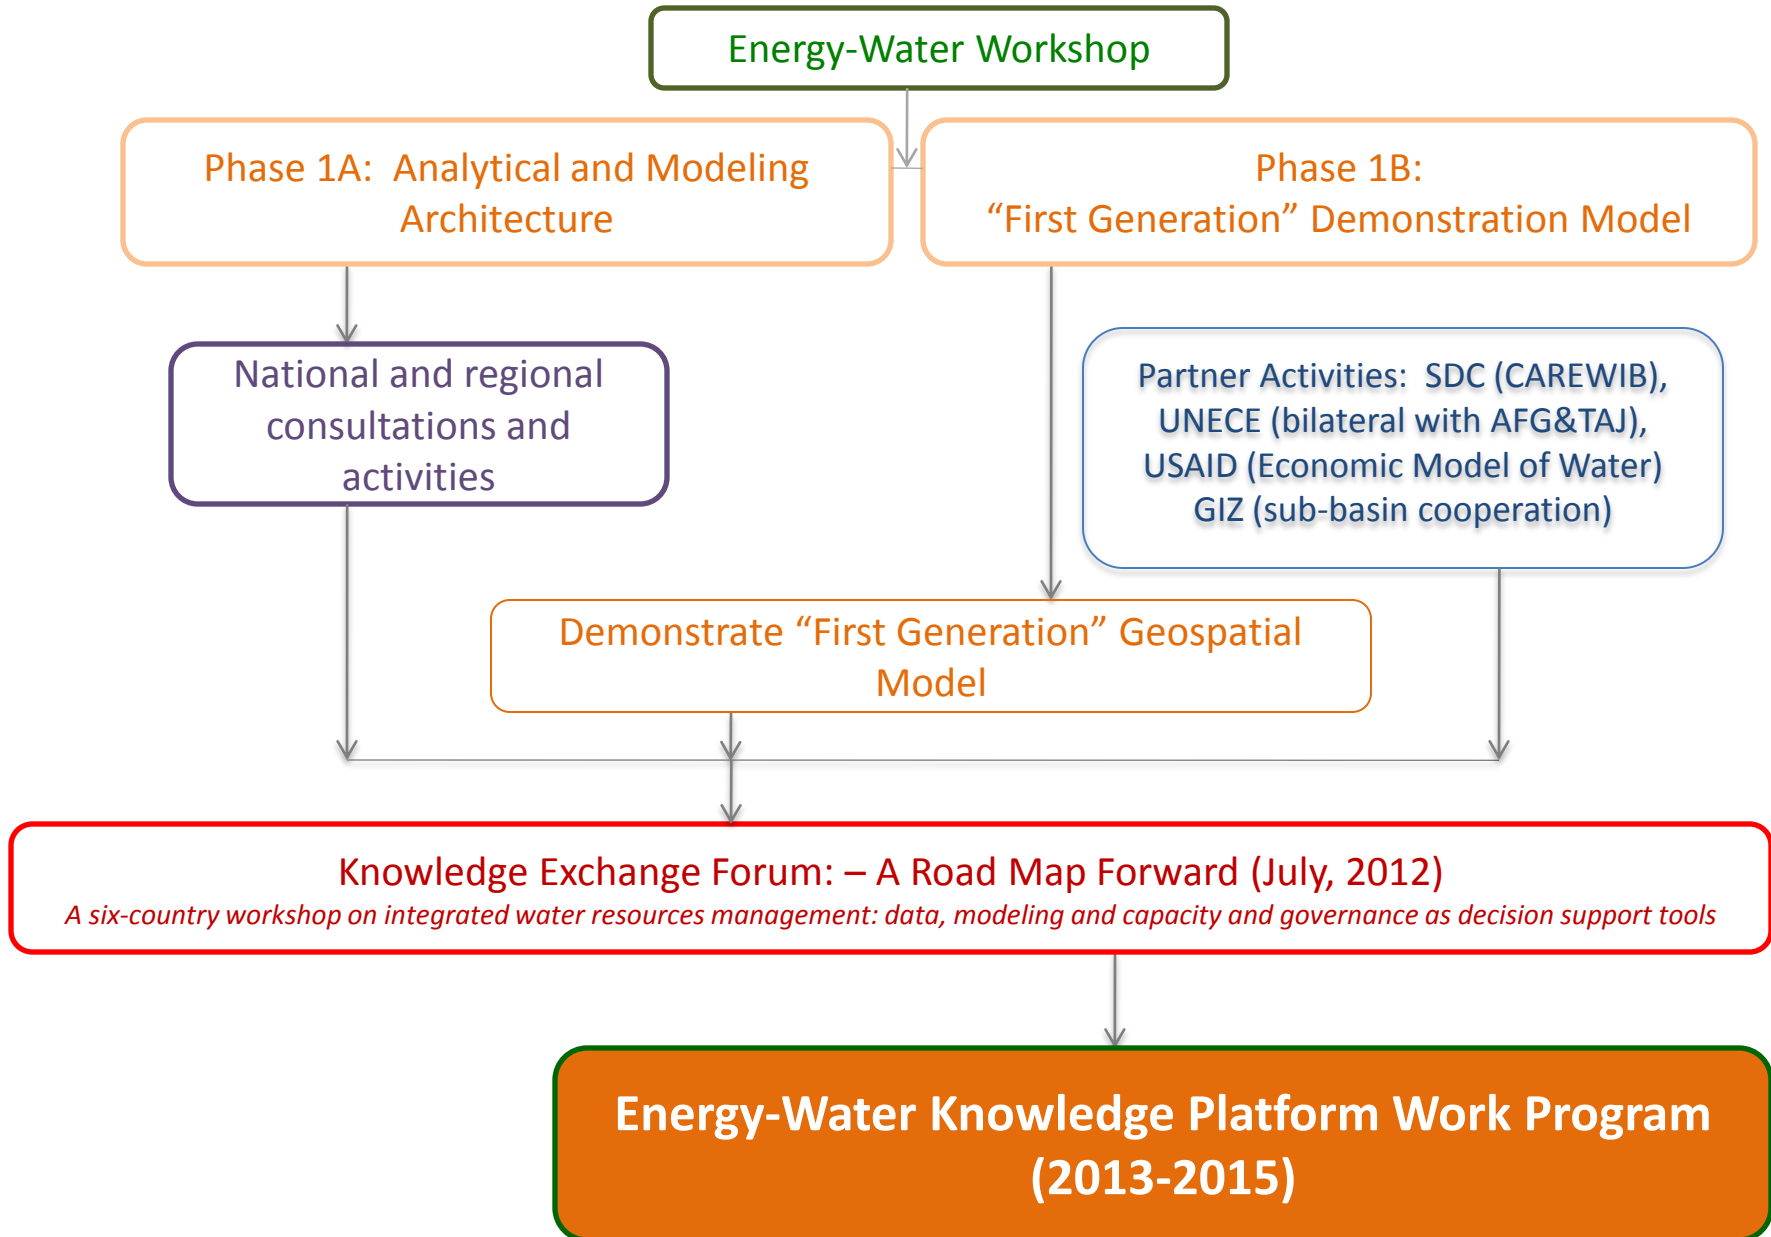 Energy-Water Workshop
Phase 1A:  Analytical and Modeling
Architecture
Phase 1B:
“First Generation” Demonstration Model
National and regional
consultations and
activities
Partner Activities:  SDC (CAREWIB),
UNECE (bilateral with AFG&TAJ),
USAID (Economic Model of Water)
GIZ (sub-basin cooperation)
Demonstrate “First Generation” Geospatial
Model
Knowledge Exchange Forum: – A Road Map Forward (July, 2012)
A six-country workshop on integrated water resources management: data, modeling and capacity and governance as decision support tools
Energy-Water Knowledge Platform Work Program
(2013-2015)